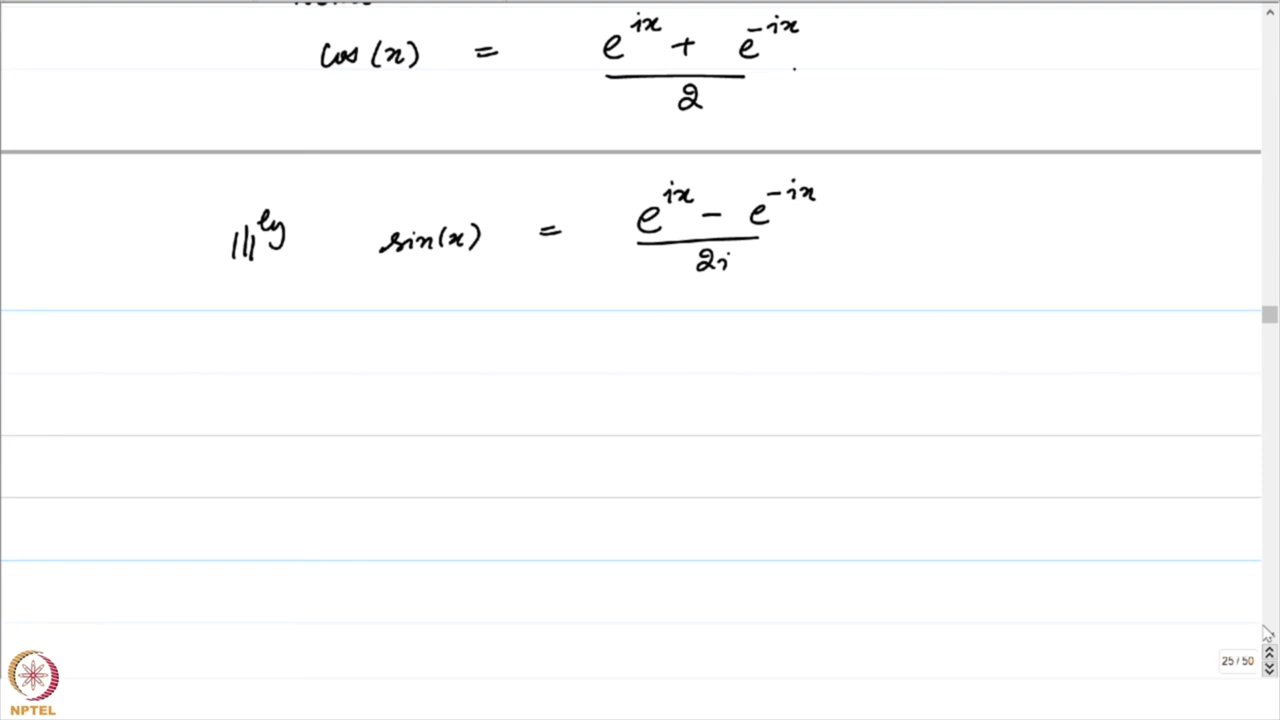 cos(x) = e^{ix} + e^{-ix} / 2
|||ly sin(x) = e^{ix} - e^{-ix} / 2i
25 / 50
NPTEL